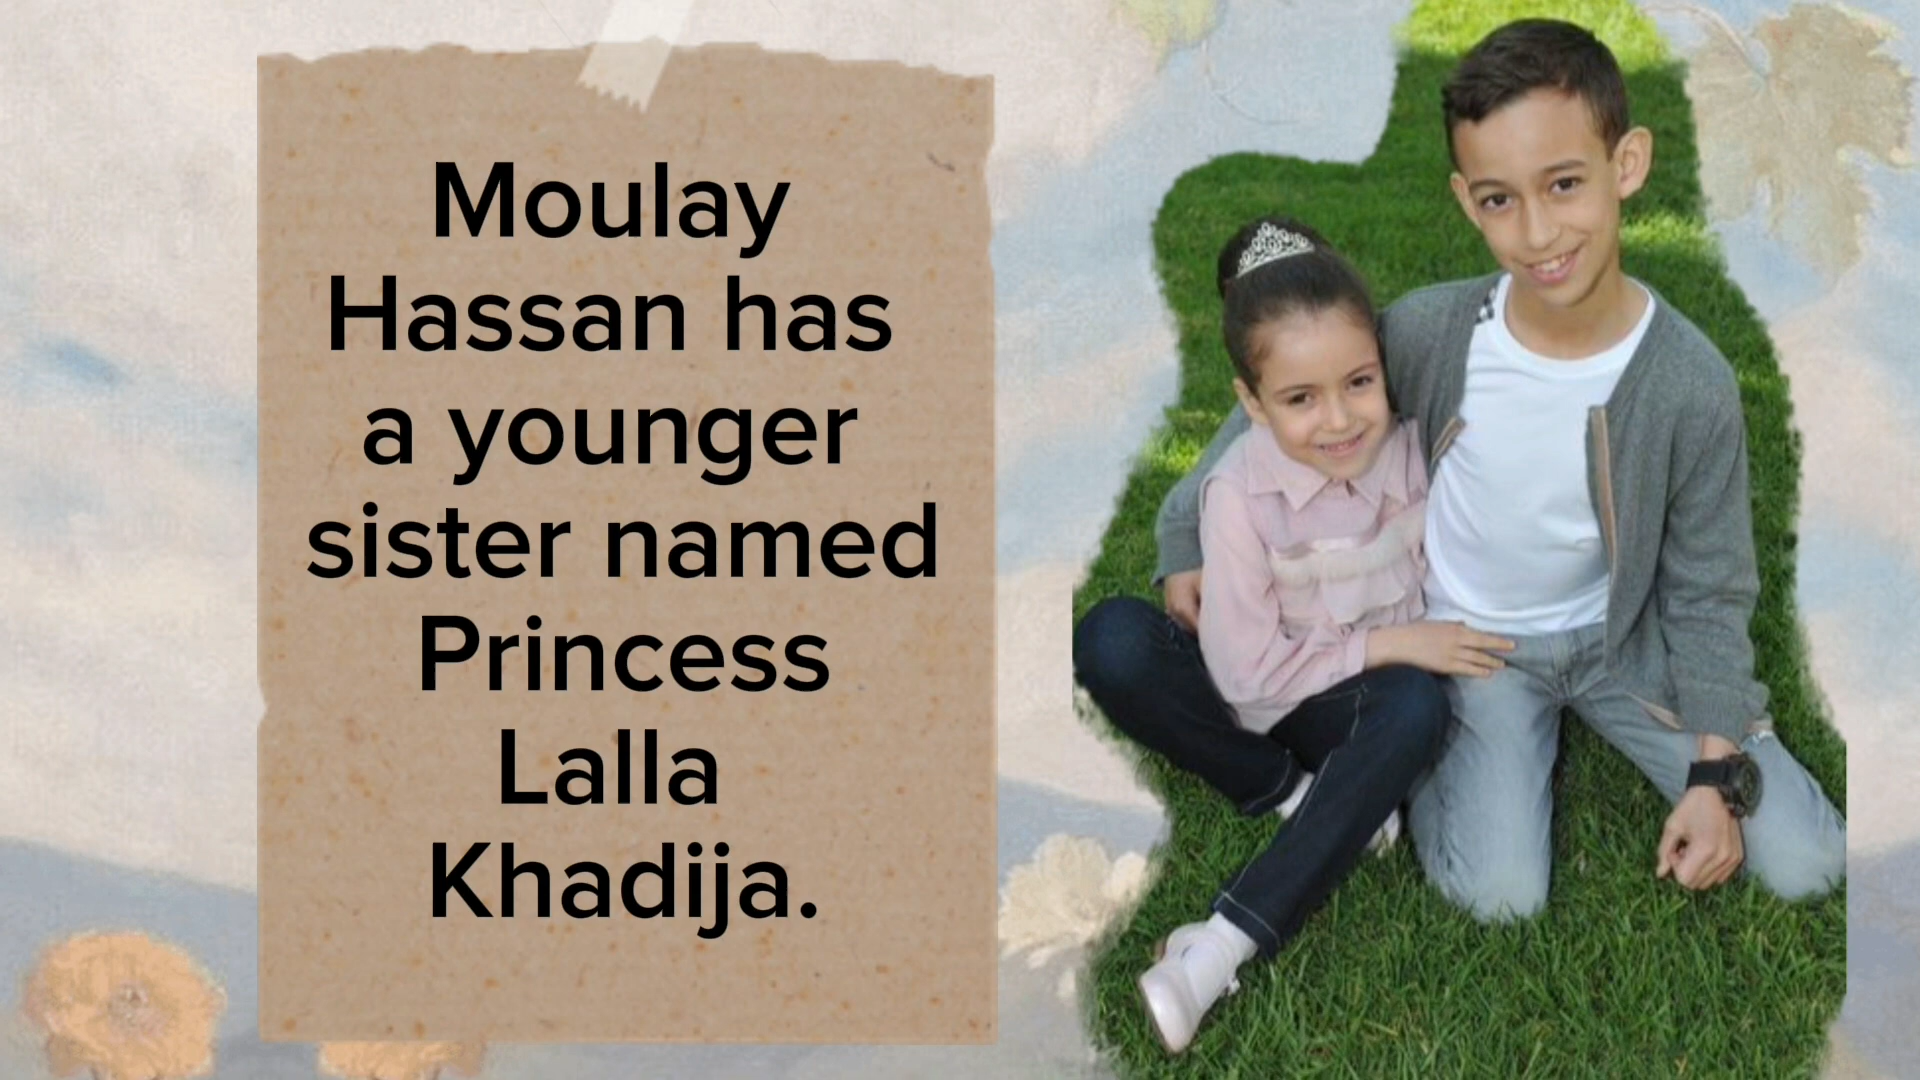 Moulay
Hassan has
a younger
sister named
Princess
Lalla
Khadija.